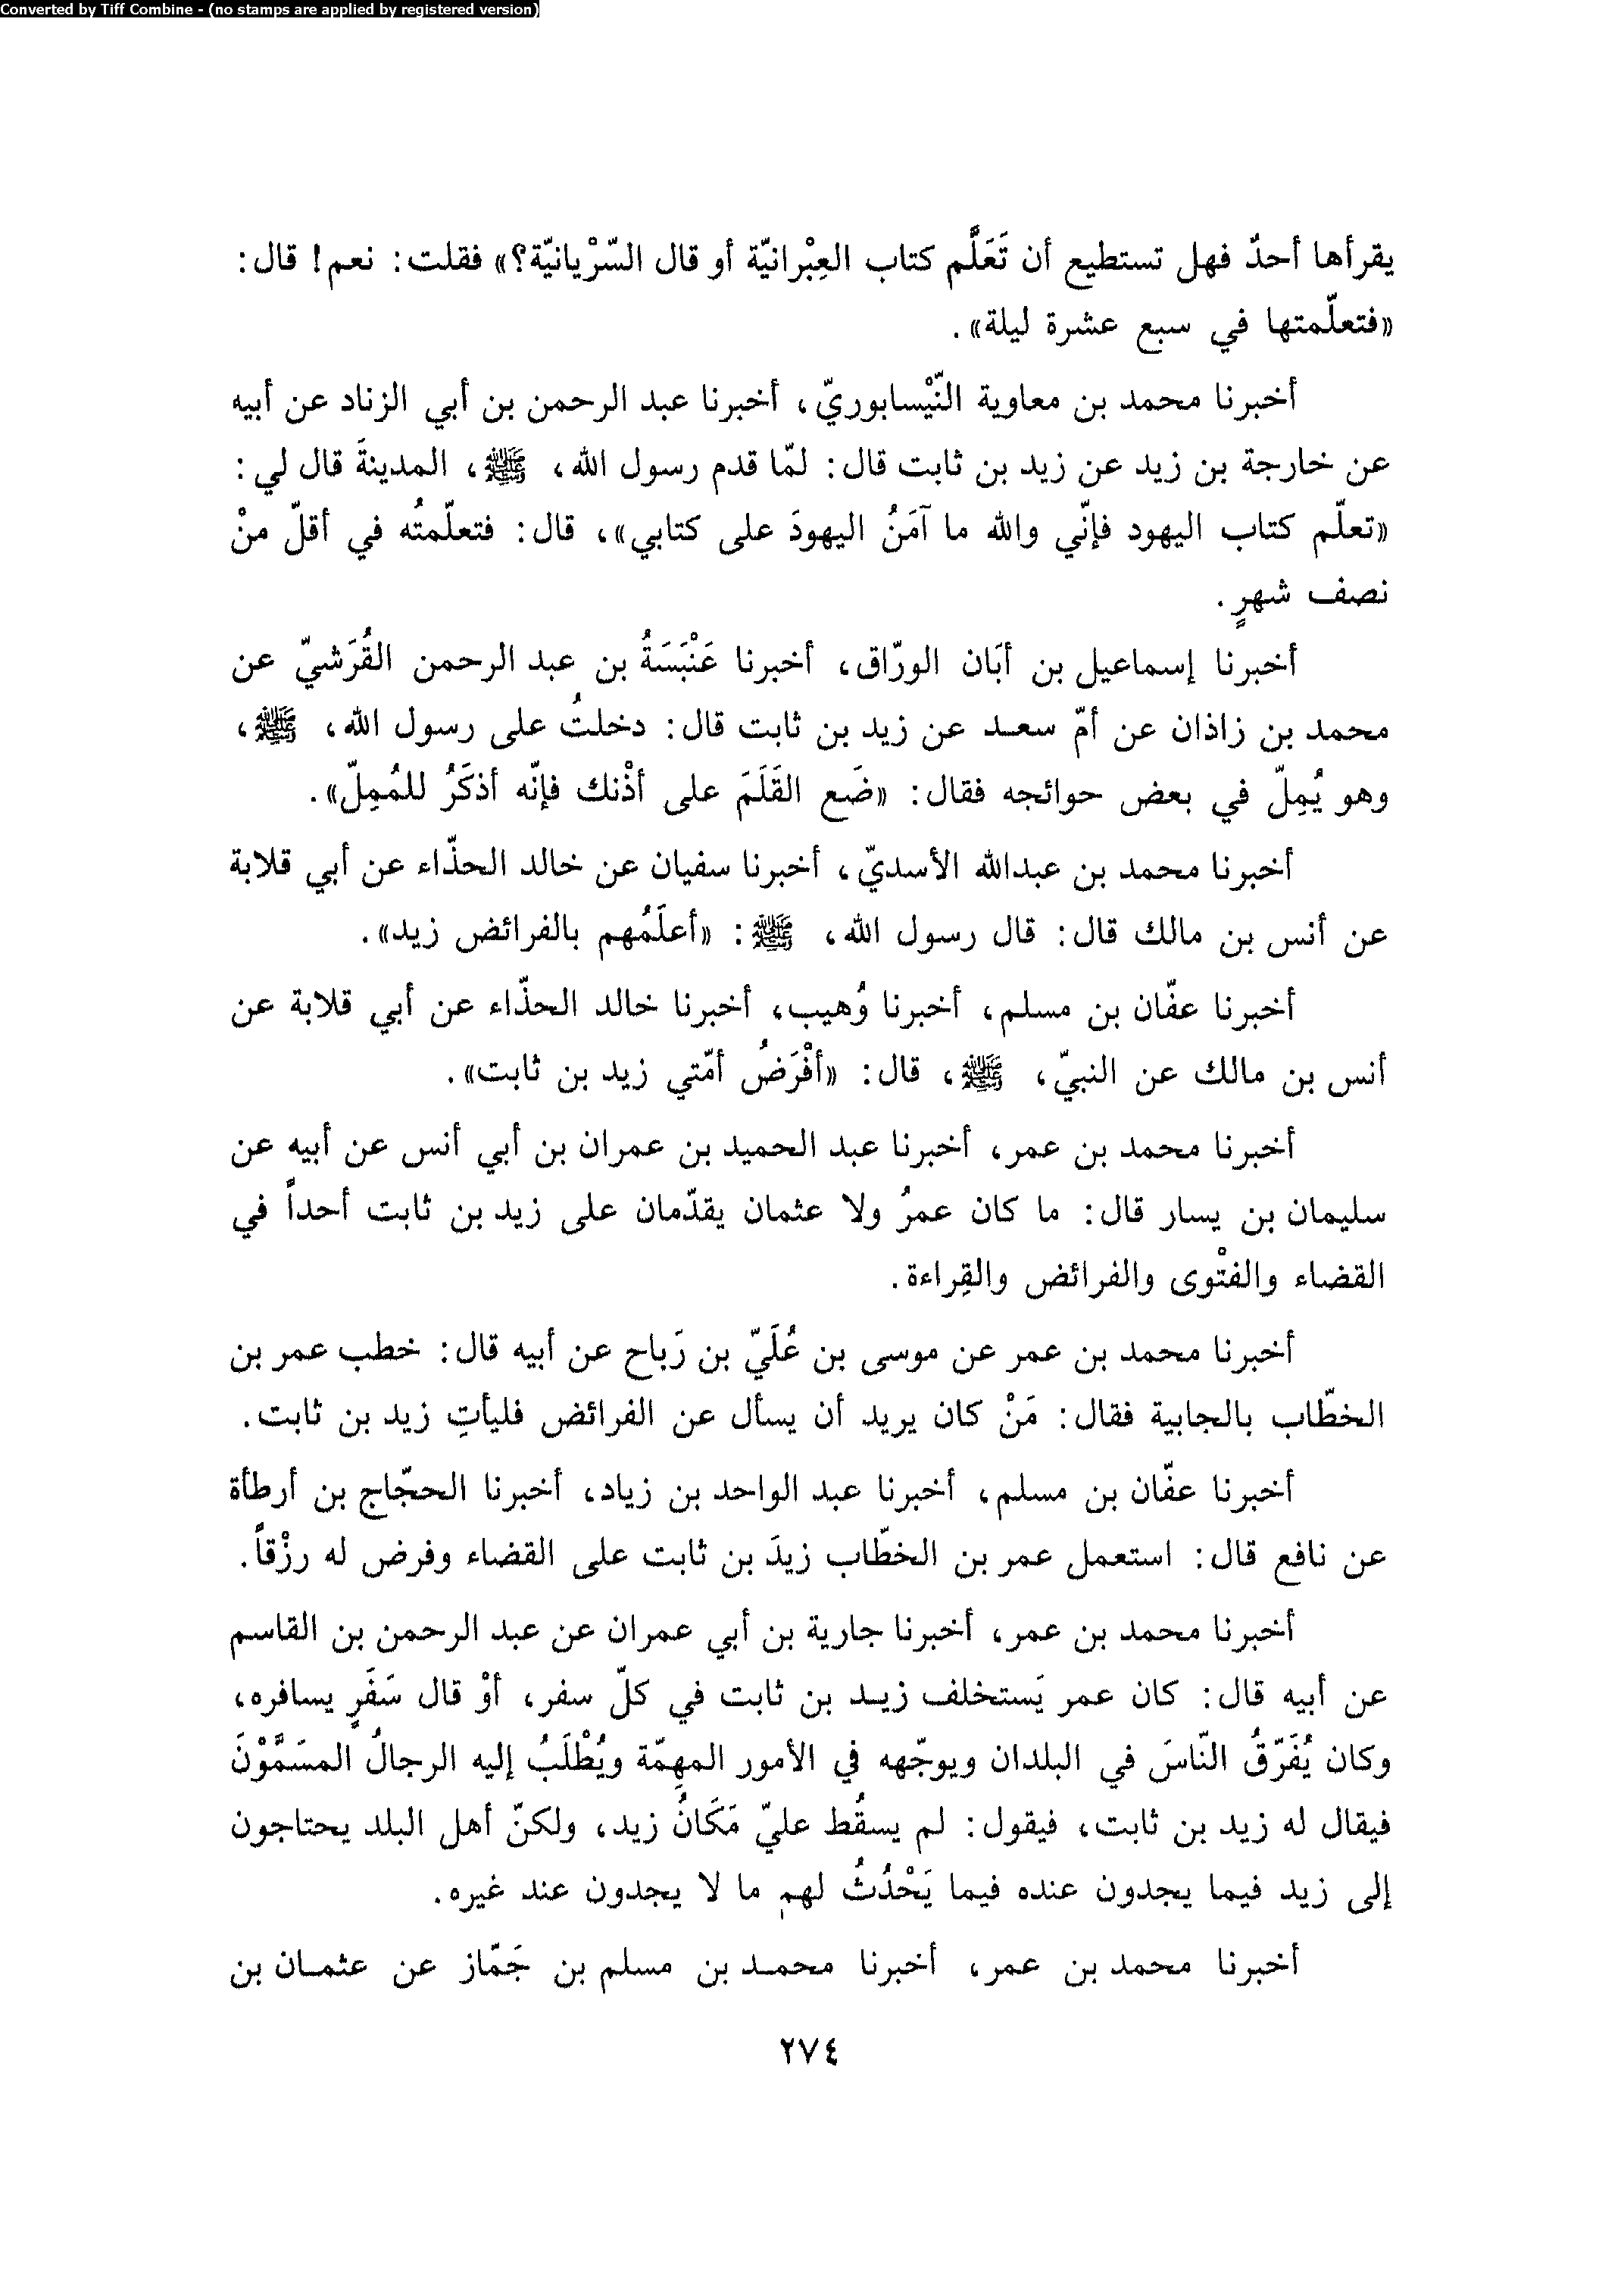 Converted by Tiff Combine - (no stamps are applied by registered version)
يقرأها أحدٌ فهل تستطيع أن تَعَلَّم كتاب العِبْرانيّة أو قال السّرْيانيّة؟» فقلت: نعم! قال:
«فتعلّمتها في سبع عشرة ليلة».
أخبرنا محمد بن معاوية النّيْسابوريّ، أخبرنا عبد الرحمن بن أبي الزناد عن أبيه
عن خارجة بن زيد عن زيد بن ثابت قال: لمّا قدم رسول الله، ﷺ، المدينةَ قال لي:
«تعلّم كتاب اليهود فإنّي والله ما آمَنُ اليهودَ على كتابي»، قال: فتعلّمتُه في أقلّ منْ
نصف شهرٍ.
أخبرنا إسماعيل بن أبَان الورّاق، أخبرنا عَنْبَسَةُ بن عبد الرحمن القُرَشيّ عن
محمد بن زاذان عن أمّ سعد عن زيد بن ثابت قال: دخلتُ على رسول الله، ﷺ،
وهو يُمِلّ في بعض حوائجه فقال: «ضَع القَلَمَ على أذْنك فإنّه أذكَرُ للمُمِلّ».
أخبرنا محمد بن عبدالله الأسديّ، أخبرنا سفيان عن خالد الحذّاء عن أبي قلابة
عن أنس بن مالك قال: قال رسول الله، ﷺ: «أعلَمُهم بالفرائض زيد».
أخبرنا عفّان بن مسلم، أخبرنا وُهيب، أخبرنا خالد الحذّاء عن أبي قلابة عن
أنس بن مالك عن النبيّ، ﷺ، قال: «أفْرَضُ أمّتي زيد بن ثابت».
أخبرنا محمد بن عمر، أخبرنا عبد الحميد بن عمران بن أبي أنس عن أبيه عن
سليمان بن يسار قال: ما كان عمرُ ولا عثمان يقدّمان على زيد بن ثابت أحداً في
القضاء والفتْوى والفرائض والقِراءة.
أخبرنا محمد بن عمر عن موسى بن عُلَيّ بن رَباح عن أبيه قال: خطب عمر بن
الخطّاب بالجابية فقال: مَنْ كان يريد أن يسأل عن الفرائض فليأتِ زيد بن ثابت.
أخبرنا عفّان بن مسلم، أخبرنا عبد الواحد بن زياد، أخبرنا الحجّاج بن أرطأة
عن نافع قال: استعمل عمر بن الخطّاب زيدَ بن ثابت على القضاء وفرض له رزْقاً.
أخبرنا محمد بن عمر، أخبرنا جارية بن أبي عمران عن عبد الرحمن بن القاسم
عن أبيه قال: كان عمر يَستخلف زيد بن ثابت في كلّ سفر، أوْ قال سَفَرٍ يسافره،
وكان يُفَرّقُ النّاسَ في البلدان ويوجّهه في الأمور المهمّة ويُطْلَبُ إليه الرجالُ المسَمَّوْنَ
فيقال له زيد بن ثابت، فيقول: لم يسقُط عليّ مَكَانُ زيد، ولكنّ أهل البلد يحتاجون
إلى زيد فيما يجدون عنده فيما يَحْدُثُ لهم ما لا يجدون عند غيره.
أخبرنا محمد بن عمر، أخبرنا محمد بن مسلم بن جَمّاز عن عثمان بن
٢٧٤